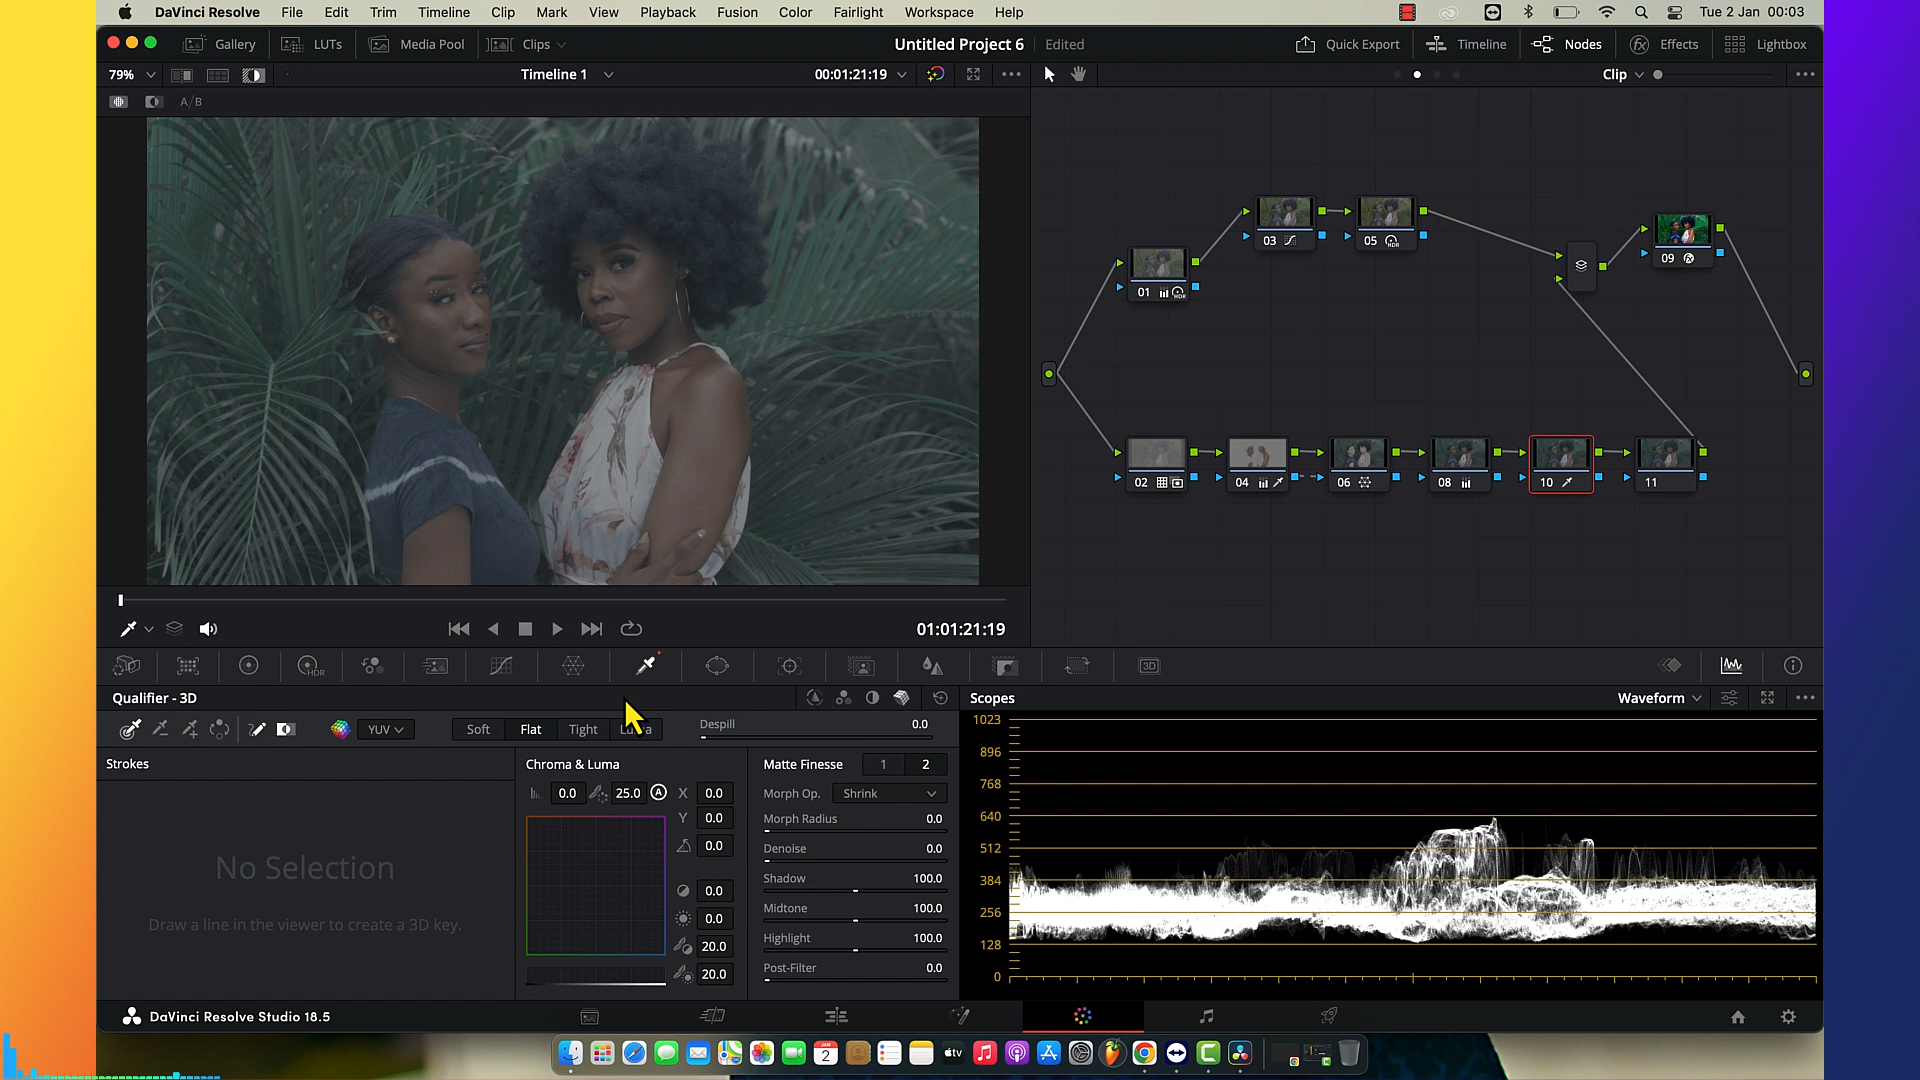 DaVinci Resolve File Edit Trim Timeline Clip Mark View Playback Fusion Color Fairlight Workspace Help Tue 2 Jan 00:03
Gallery LUTs Media Pool Clips Untitled Project 6 Edited Quick Export Timeline Nodes Effects Lightbox
79% Timeline 1 00:01:21:19 Clip
A/B
03 05
01 HDR
09
02 04 06 08 10 11
01:01:21:19
HDR 3D
Qualifier - 3D Scopes Waveform
YUV Soft Flat Tight Despill 0.0
Strokes Chroma & Luma Matte Finesse 1 2
0.0 25.0 A X 0.0 Morph Op. Shrink
Y 0.0 Morph Radius 0.0
0.0 Denoise 0.0
No Selection Shadow 100.0
0.0 Midtone 100.0
0.0
Draw a line in the viewer to create a 3D key. Highlight 100.0
20.0
20.0 Post-Filter 0.0
1023
896
768
640
512
384
256
128
0
DaVinci Resolve Studio 18.5
JAN
2
tv